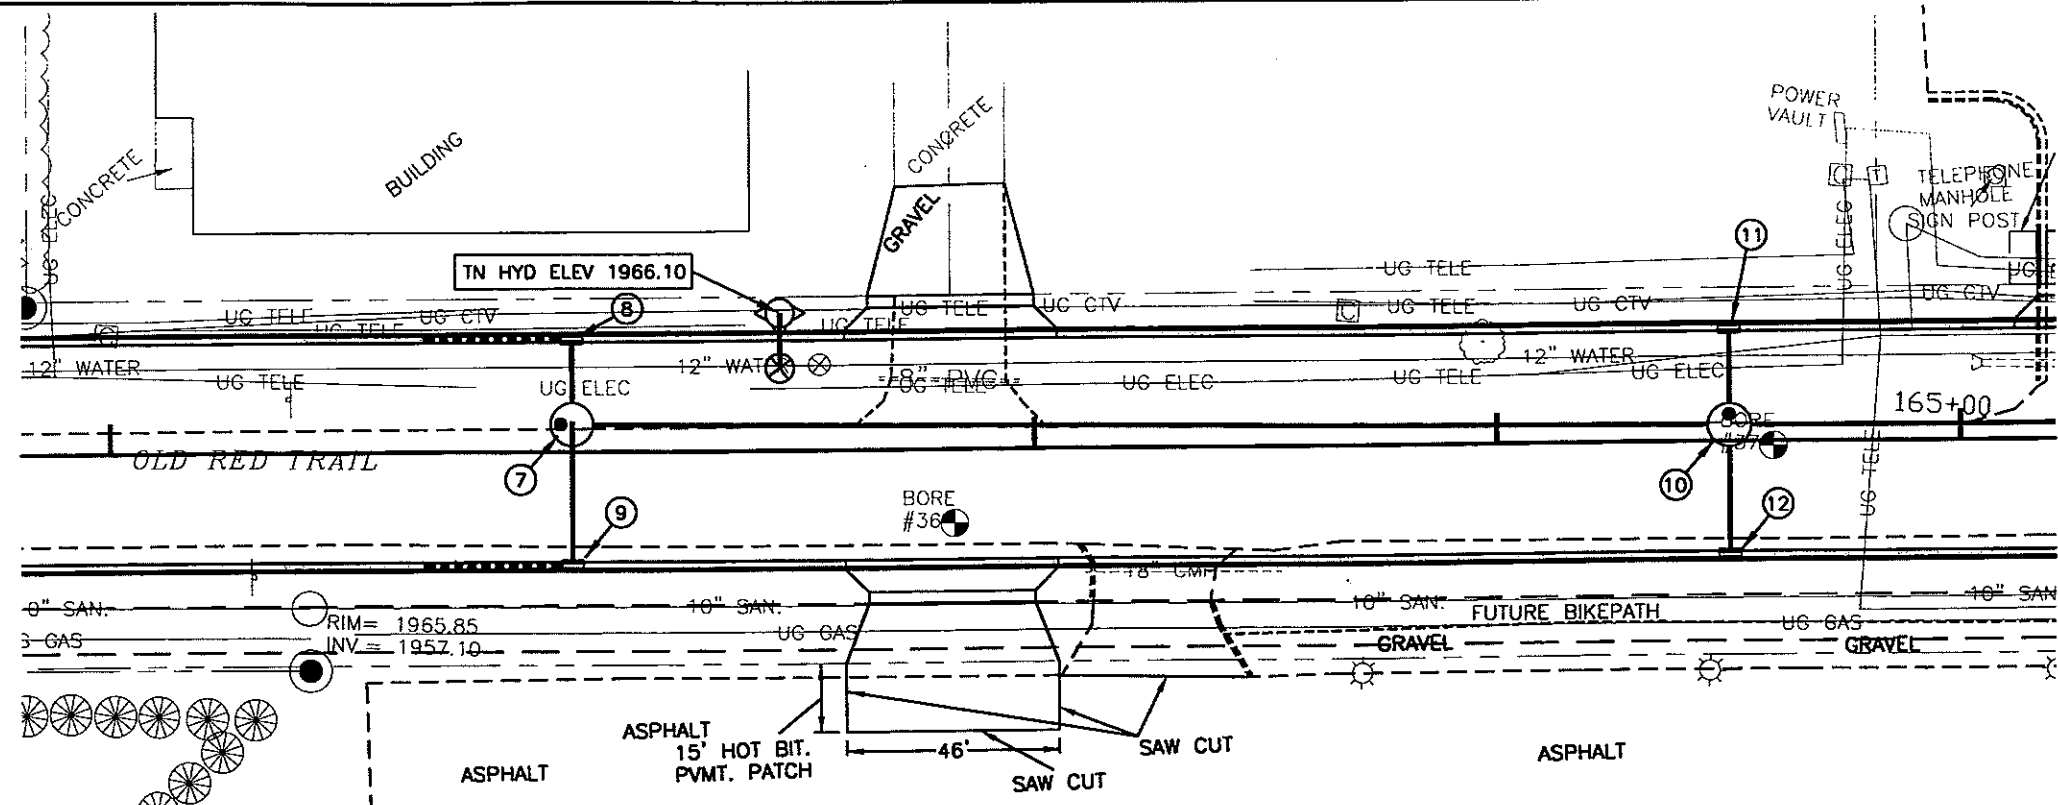 POWER
VAULT
CONCRETE
BUILDING
CONCRETE
GRAVEL
TELEPHONE
MANHOLE
SIGN POST
UG ELEC
UG ELEC
TN HYD ELEV 1966.10
11
UG TELE
8
UG TELE
UG TELE
UG CTV
UG TELE
UG TELE
UG CTV
UG TELE
UG CTV
UG CTV
C
C
T
12" WATER
12" WATER
12" WATER
UG TELE
UG ELEC
8" PVC
UG ELEC
UG TELE
UG ELEC
165+00
BORE
#37
OLD RED TRAIL
7
10
UG TELE
BORE
#36
9
12
18" CMP
0" SAN.
10" SAN.
10" SAN.
10" SAN
RIM= 1965.85
INV = 1957.10
FUTURE BIKEPATH
G GAS
UG GAS
UG GAS
GRAVEL
GRAVEL
ASPHALT
15' HOT BIT.
PVMT. PATCH
46'
SAW CUT
SAW CUT
ASPHALT
ASPHALT